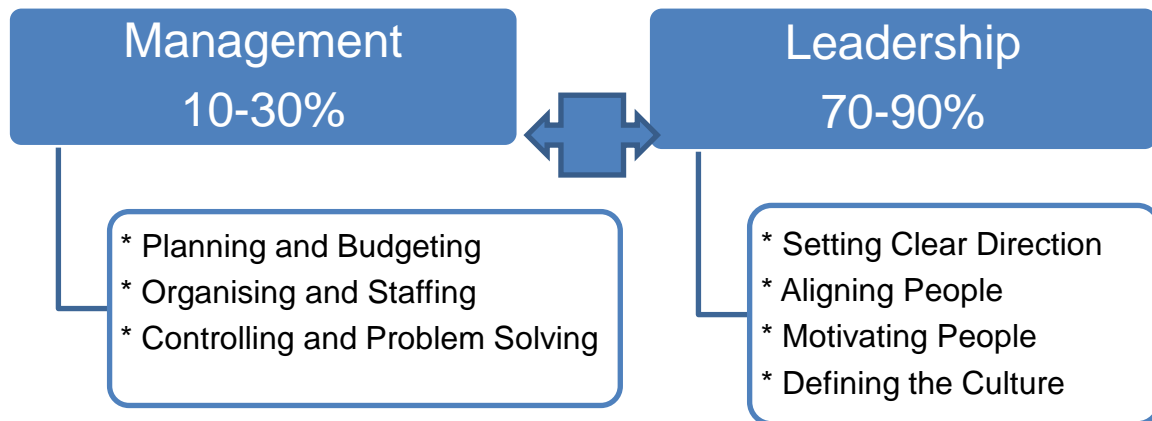 Management
10-30%
* Planning and Budgeting
* Organising and Staffing
* Controlling and Problem Solving
Leadership
70-90%
* Setting Clear Direction
* Aligning People
* Motivating People
* Defining the Culture